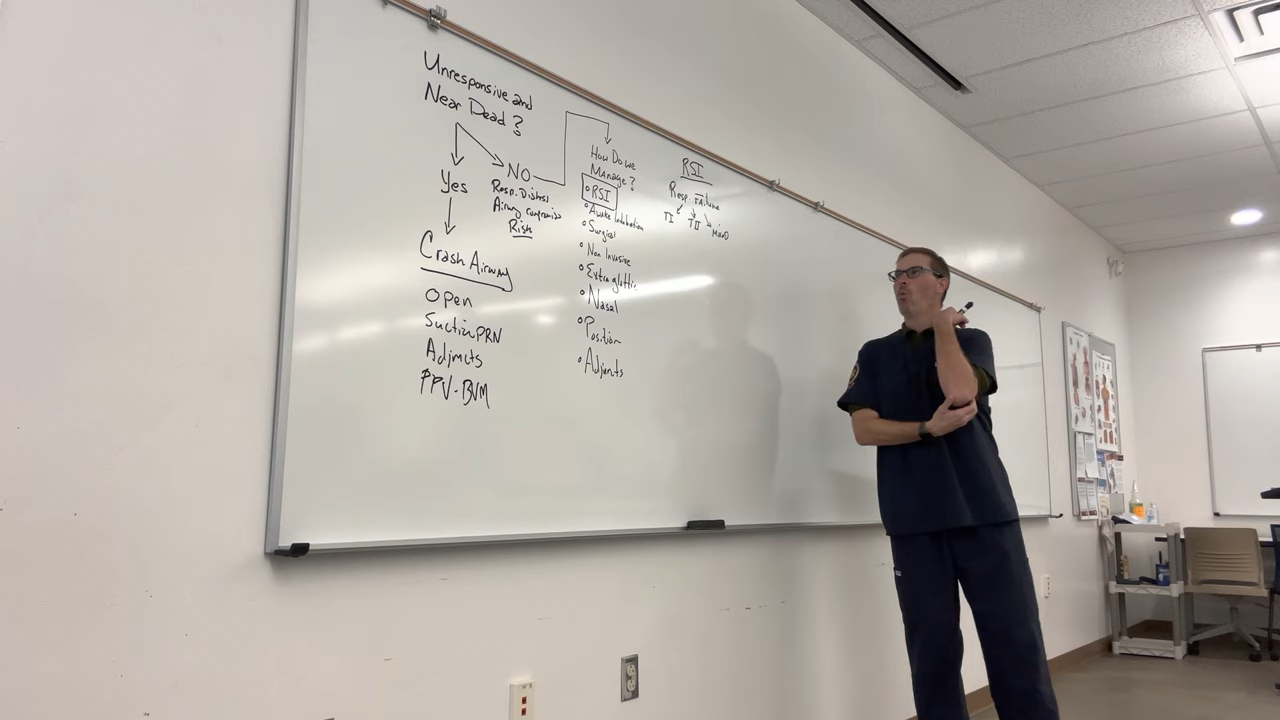 Unresponsive and
Near Dead?
Yes
Crash Airway
Open
Suction PRN
Adjuncts
PPV-BVM
NO
Resp. Distress
Airway compromise
Risks
How Do we
Manage?
RSI
Awake Intubation
Surgical
Non Invasive
Extraglottic
Nasal
Position
Adjuncts
RSI
Resp. Failure
TI TII Mixed